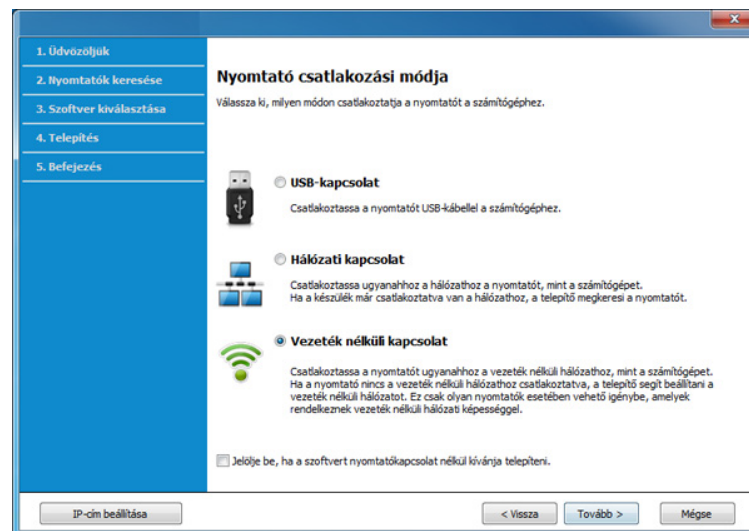 1. Üdvözöljük
2. Nyomtatók keresése
3. Szoftver kiválasztása
4. Telepítés
5. Befejezés
Nyomtató csatlakozási módja
Válassza ki, milyen módon csatlakoztatja a nyomtatót a számítógéphez.
USB-kapcsolat
Csatlakoztassa a nyomtatót USB-kábellel a számítógéphez.
Hálózati kapcsolat
Csatlakoztassa ugyanahhoz a hálózathoz a nyomtatót, mint a számítógépet.
Ha a készülék már csatlakoztatva van a hálózathoz, a telepítő megkeresi a nyomtatót.
Vezeték nélküli kapcsolat
Csatlakoztassa a nyomtatót ugyanahhoz a vezeték nélküli hálózathoz, mint a számítógépet.
Ha a nyomtató nincs a vezeték nélküli hálózathoz csatlakoztatva, a telepítő segít beállítani a
vezeték nélküli hálózatot. Ez csak olyan nyomtatók esetében vehető igénybe, amelyek
rendelkeznek vezeték nélküli hálózati képességgel.
Jelölje be, ha a szoftvert nyomtatókapcsolat nélkül kívánja telepíteni.
IP-cím beállítása
< Vissza
Tovább >
Mégse